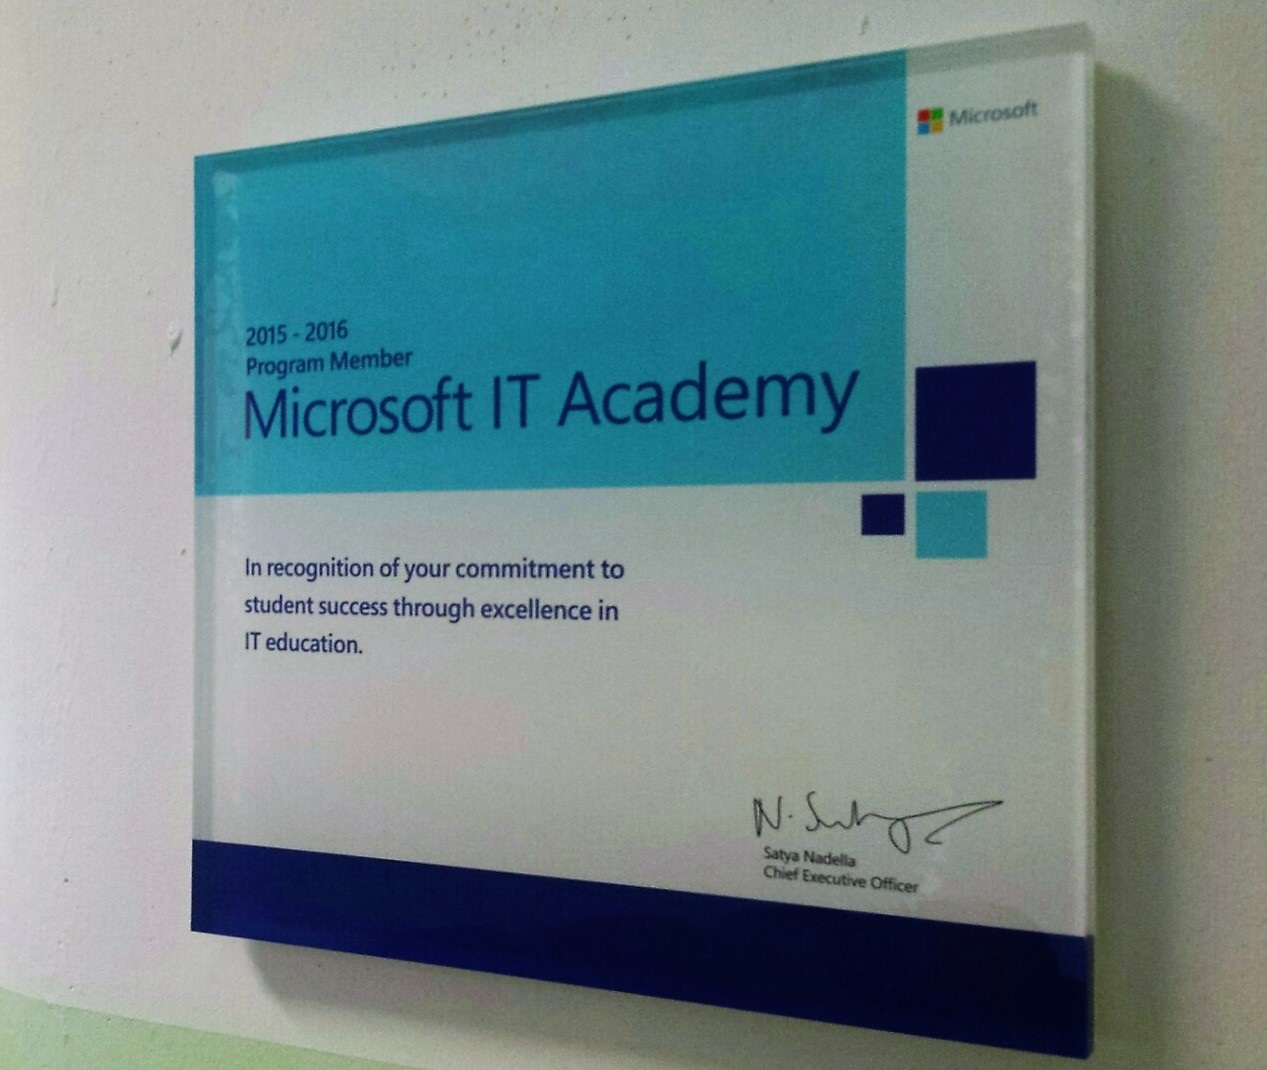 Microsoft
2015 - 2016
Program Member
Microsoft IT Academy
In recognition of your commitment to
student success through excellence in
IT education.
Satya Nadella
Chief Executive Officer